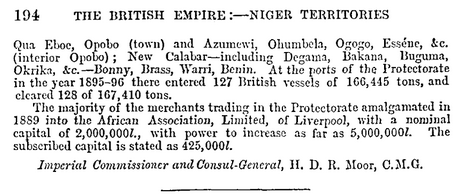 194 THE BRITISH EMPIRE:—NIGER TERRITORIES
Qua Eboe, Opobo (town) and Azumewi, Ohumbela, Ogogo, Esséne, &c.
(interior Opobo); New Calabar—including Degama, Bakana, Buguma,
Okrika, &c.—Bonny, Brass, Warri, Benin. At the ports of the Protectorate
in the year 1895-96 there entered 127 British vessels of 166,445 tons, and
cleared 128 of 167,410 tons.
The majority of the merchants trading in the Protectorate amalgamated in
1889 into the African Association, Limited, of Liverpool, with a nominal
capital of 2,000,000l., with power to increase as far as 5,000,000l. The
subscribed capital is stated as 425,000l.
Imperial Commissioner and Consul-General, H. D. R. Moor, C.M.G.